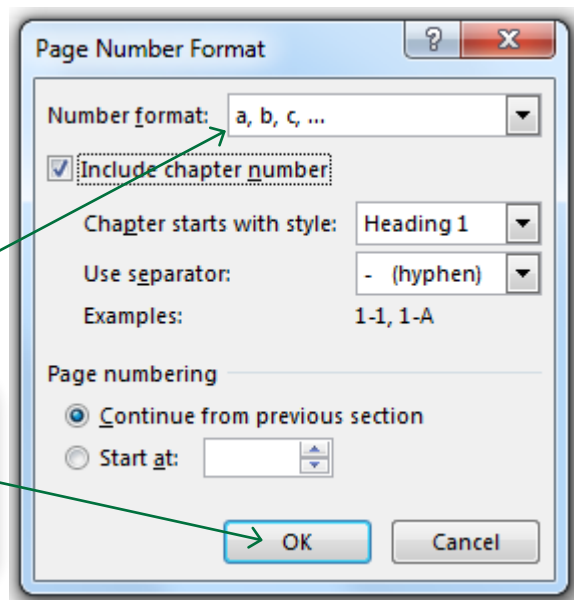 Page Number Format
Number format: a, b, c, ...
Include chapter number
Chapter starts with style: Heading 1
Use separator: - (hyphen)
Examples: 1-1, 1-A
Page numbering
Continue from previous section
Start at:
OK Cancel